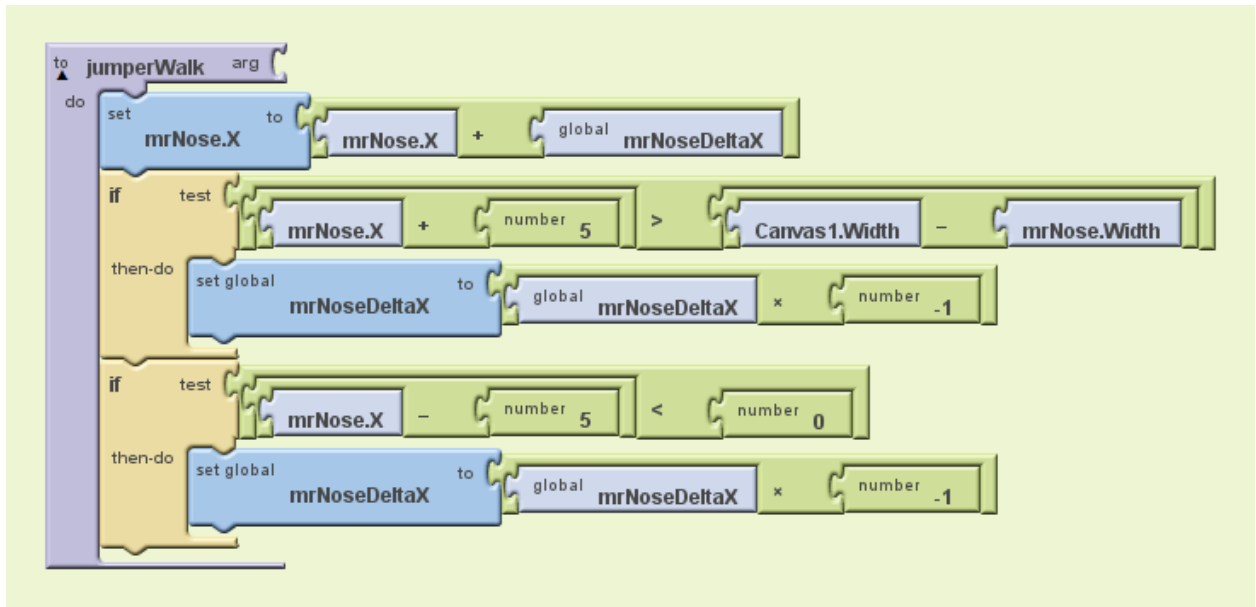 to jumperWalk arg
do
set mrNose.X to mrNose.X + global mrNoseDeltaX
if test mrNose.X + number 5 > Canvas1.Width - mrNose.Width
then-do set global mrNoseDeltaX to global mrNoseDeltaX × number -1
if test mrNose.X - number 5 < number 0
then-do set global mrNoseDeltaX to global mrNoseDeltaX × number -1